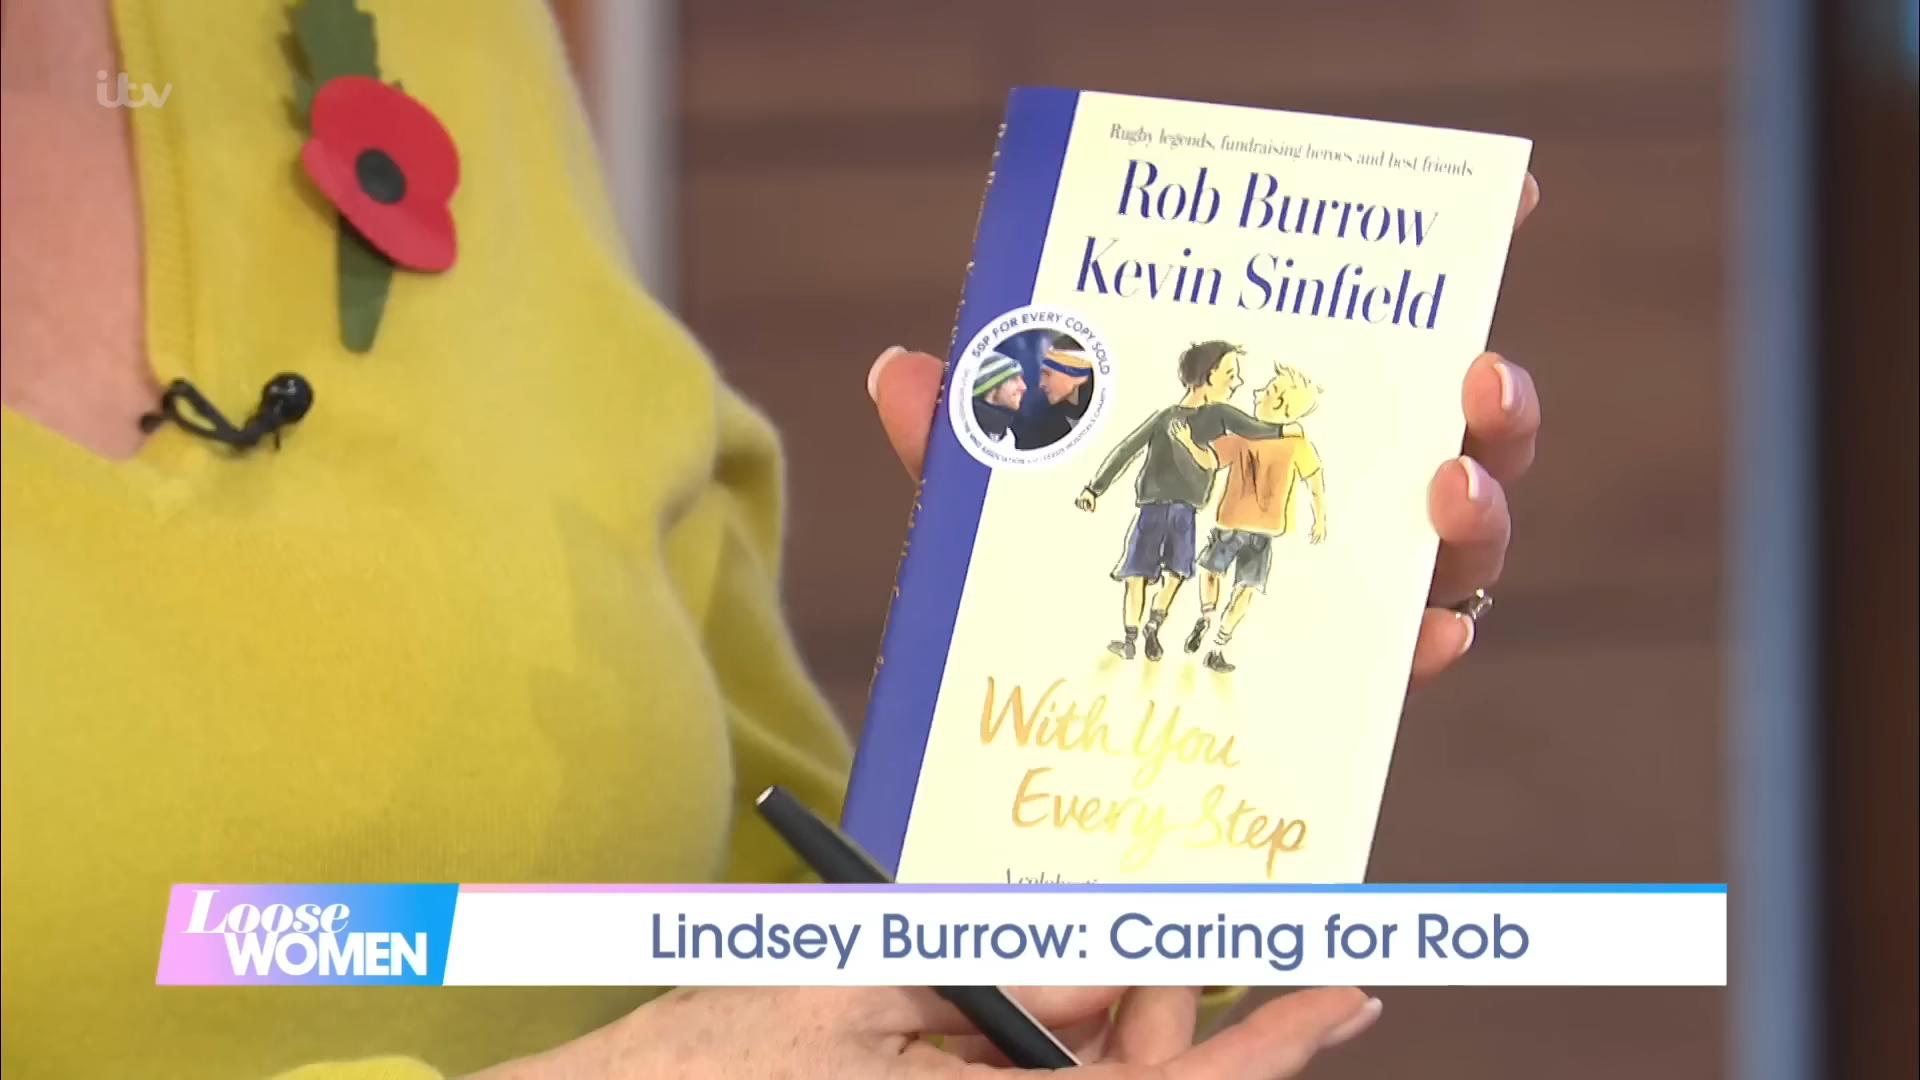 itv
Rugby legends, fundraising heroes and best friends
Rob Burrow
Kevin Sinfield
50P FOR EVERY COPY SOLD
With You
Every Step
Loose
WOMEN
Lindsey Burrow: Caring for Rob